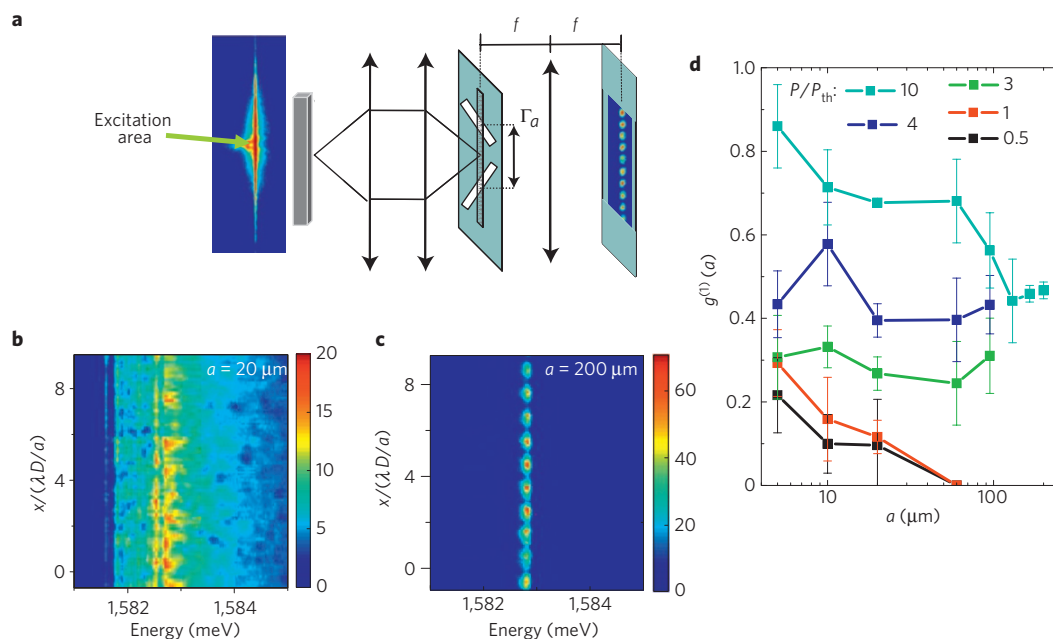 a
Excitation
area
f
f
Γa
b
a = 20 μm
8
4
0
x/(λD/a)
1,582
1,584
Energy (meV)
20
15
10
5
0
c
a = 200 μm
8
4
0
x/(λD/a)
1,582
1,584
Energy (meV)
60
40
20
0
d
P/Pth:
10
3
4
1
0.5
1.0
0.8
0.6
0.4
0.2
0
g(1)(a)
10
100
a (μm)